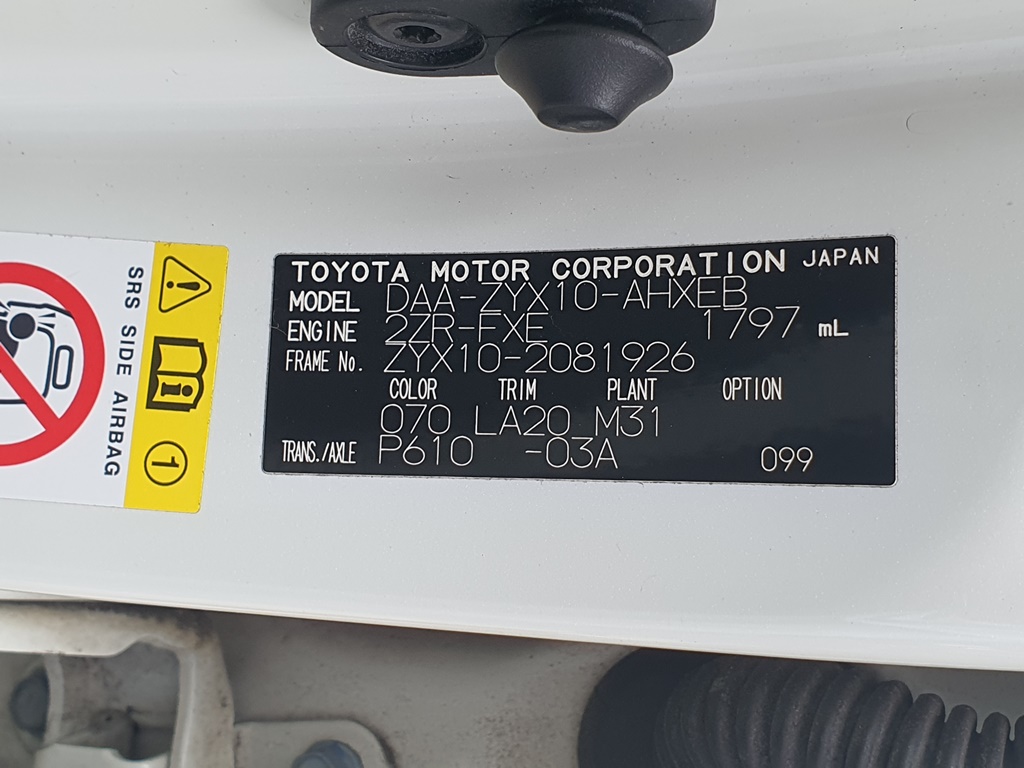 TOYOTA MOTOR CORPORATION JAPAN
MODEL DAA-ZYX10-AHXEB
ENGINE 2ZR-FXE 1797 mL
FRAME No. ZYX10-2081926
COLOR TRIM PLANT OPTION
070 LA20 M31
TRANS./AXLE P610 -03A 099
SRS SIDE AIRBAG
1